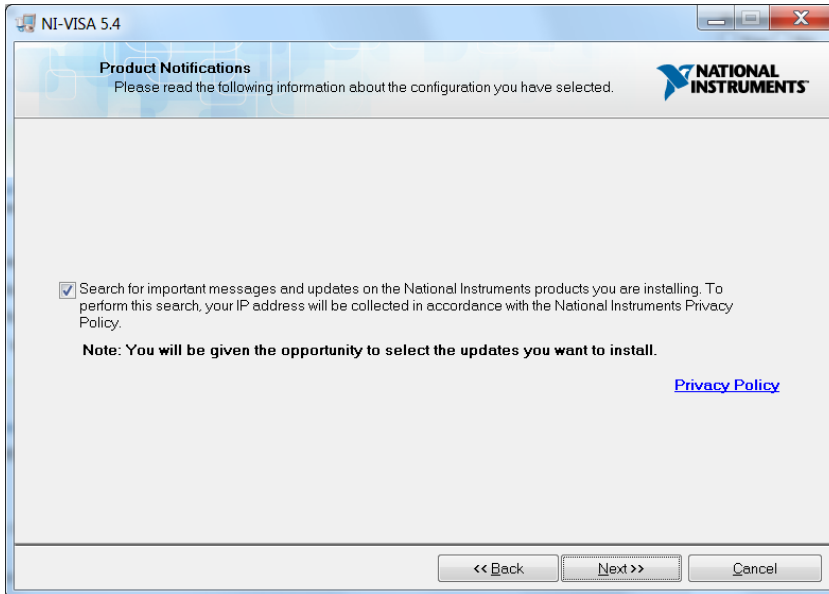 NI-VISA 5.4
Product Notifications
Please read the following information about the configuration you have selected.
NATIONAL
INSTRUMENTS™
Search for important messages and updates on the National Instruments products you are installing. To
perform this search, your IP address will be collected in accordance with the National Instruments Privacy
Policy.
Note: You will be given the opportunity to select the updates you want to install.
Privacy Policy
<< Back
Next >>
Cancel